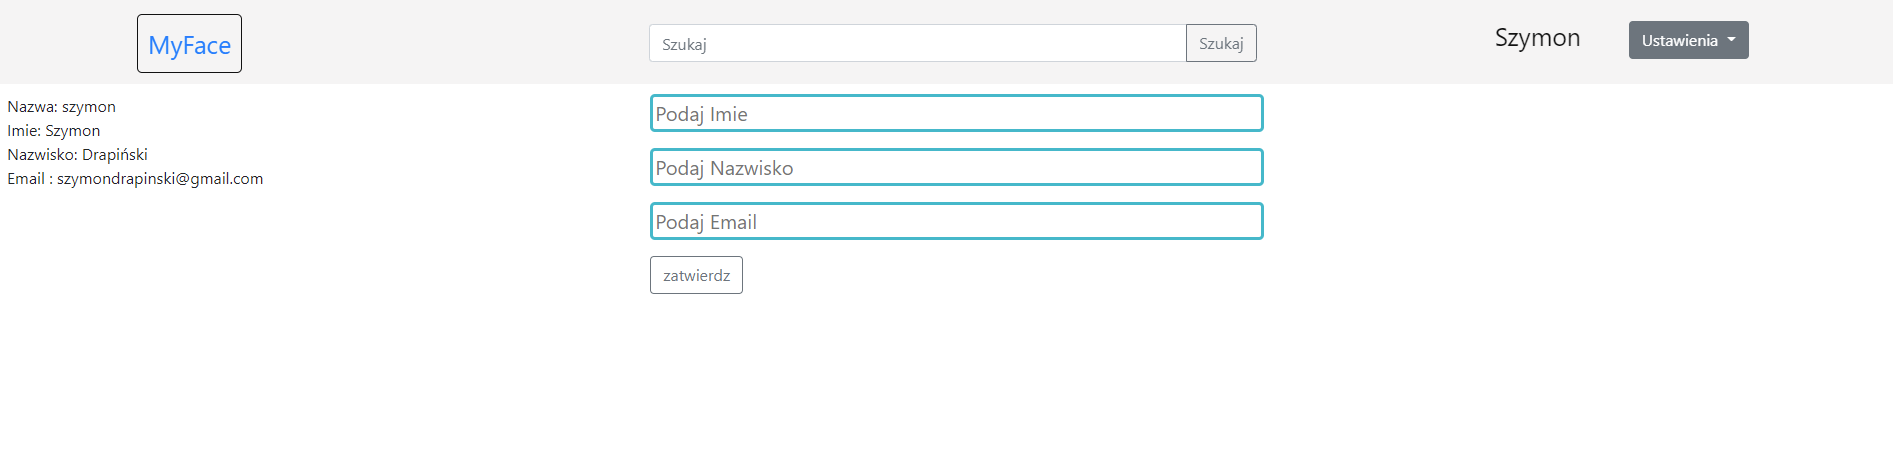 MyFace
Szukaj
Szukaj
Szymon
Ustawienia
Nazwa: szymon
Imie: Szymon
Nazwisko: Drapiński
Email : szymondrapinski@gmail.com
Podaj Imie
Podaj Nazwisko
Podaj Email
zatwierdz